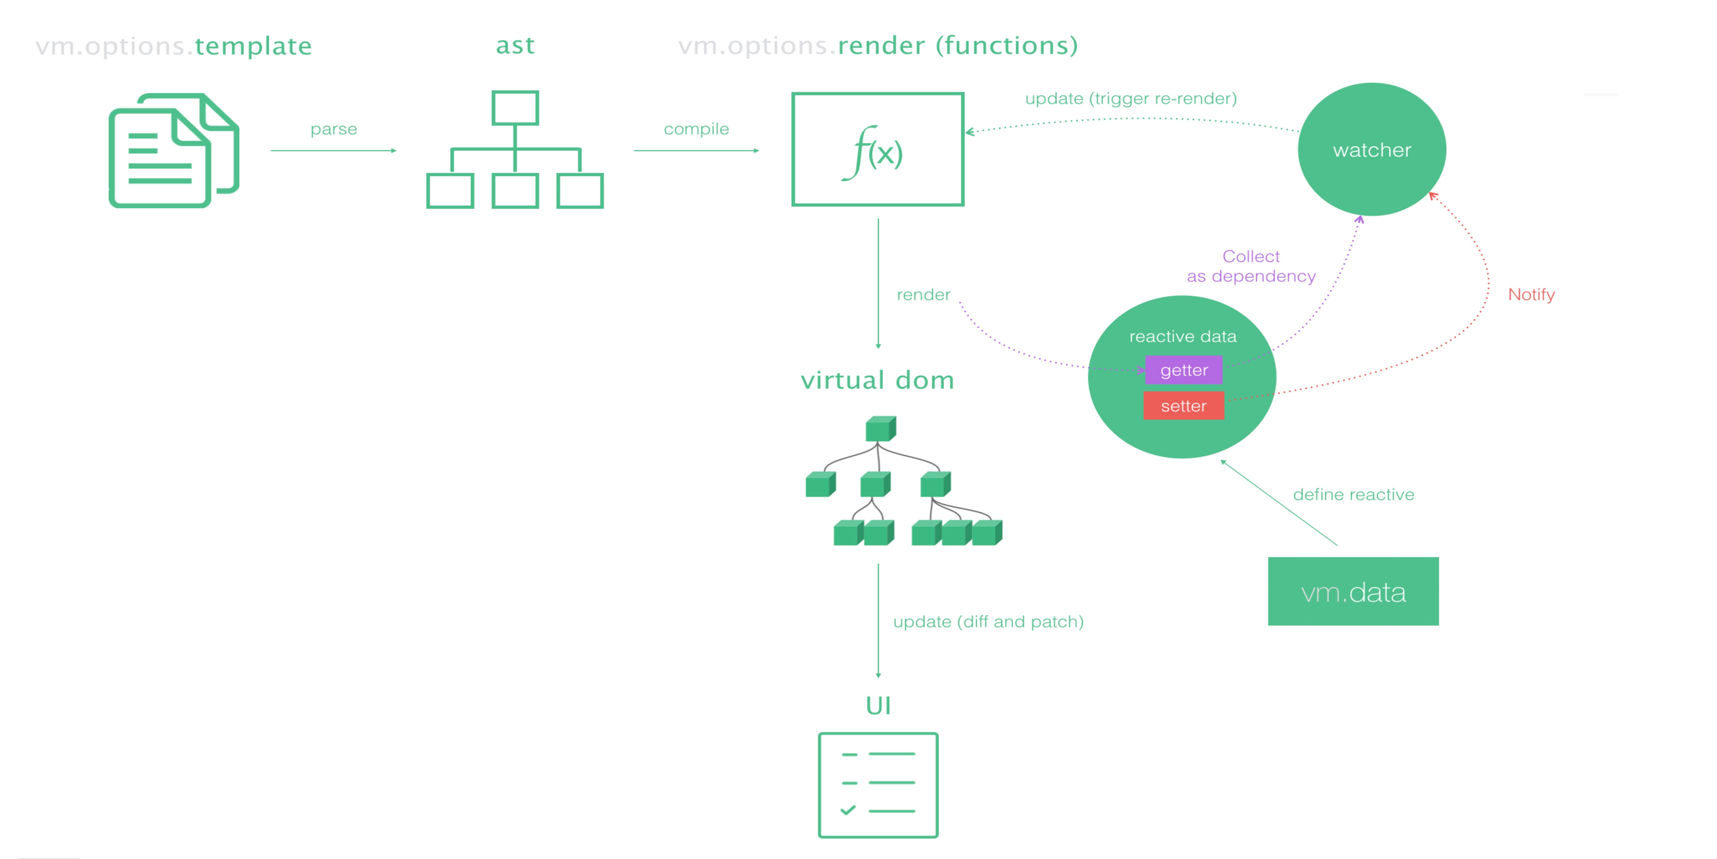 vm.options.template
ast
vm.options.render (functions)
parse
compile
f(x)
update (trigger re-render)
watcher
Collect
as dependency
render
Notify
reactive data
getter
setter
virtual dom
define reactive
vm.data
update (diff and patch)
UI